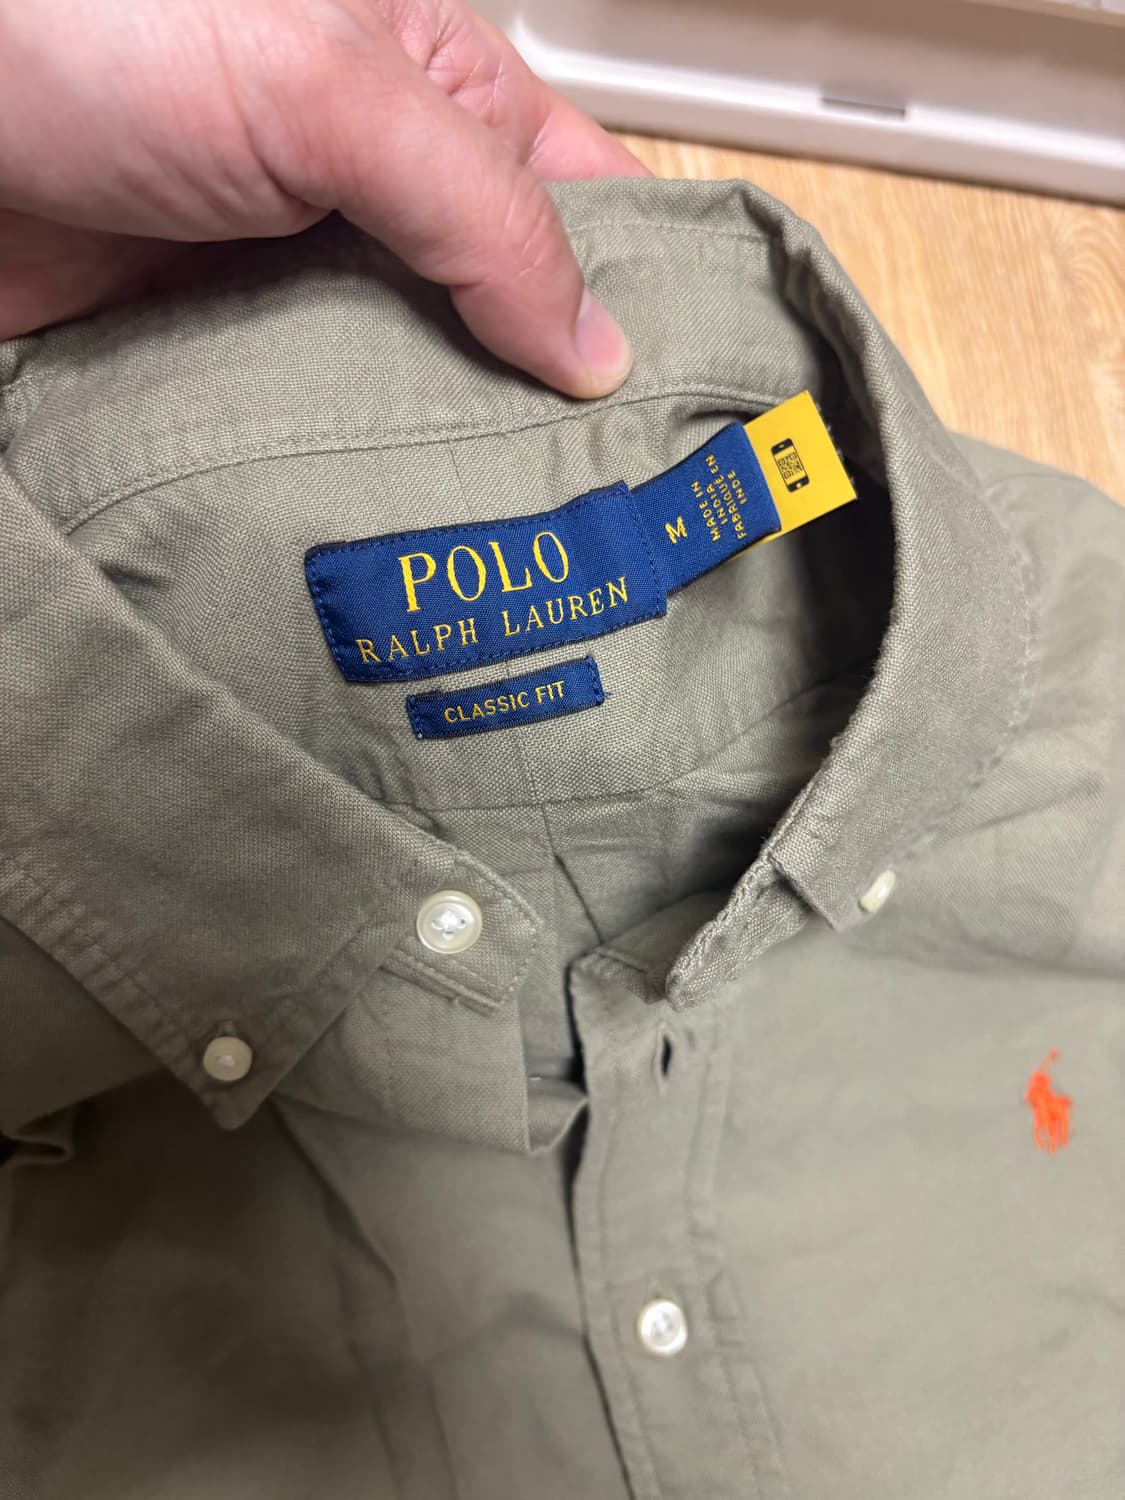 POLO
RALPH LAUREN
M
MADE IN
INDIA
FABRIQUÉ EN
INDE
CLASSIC FIT